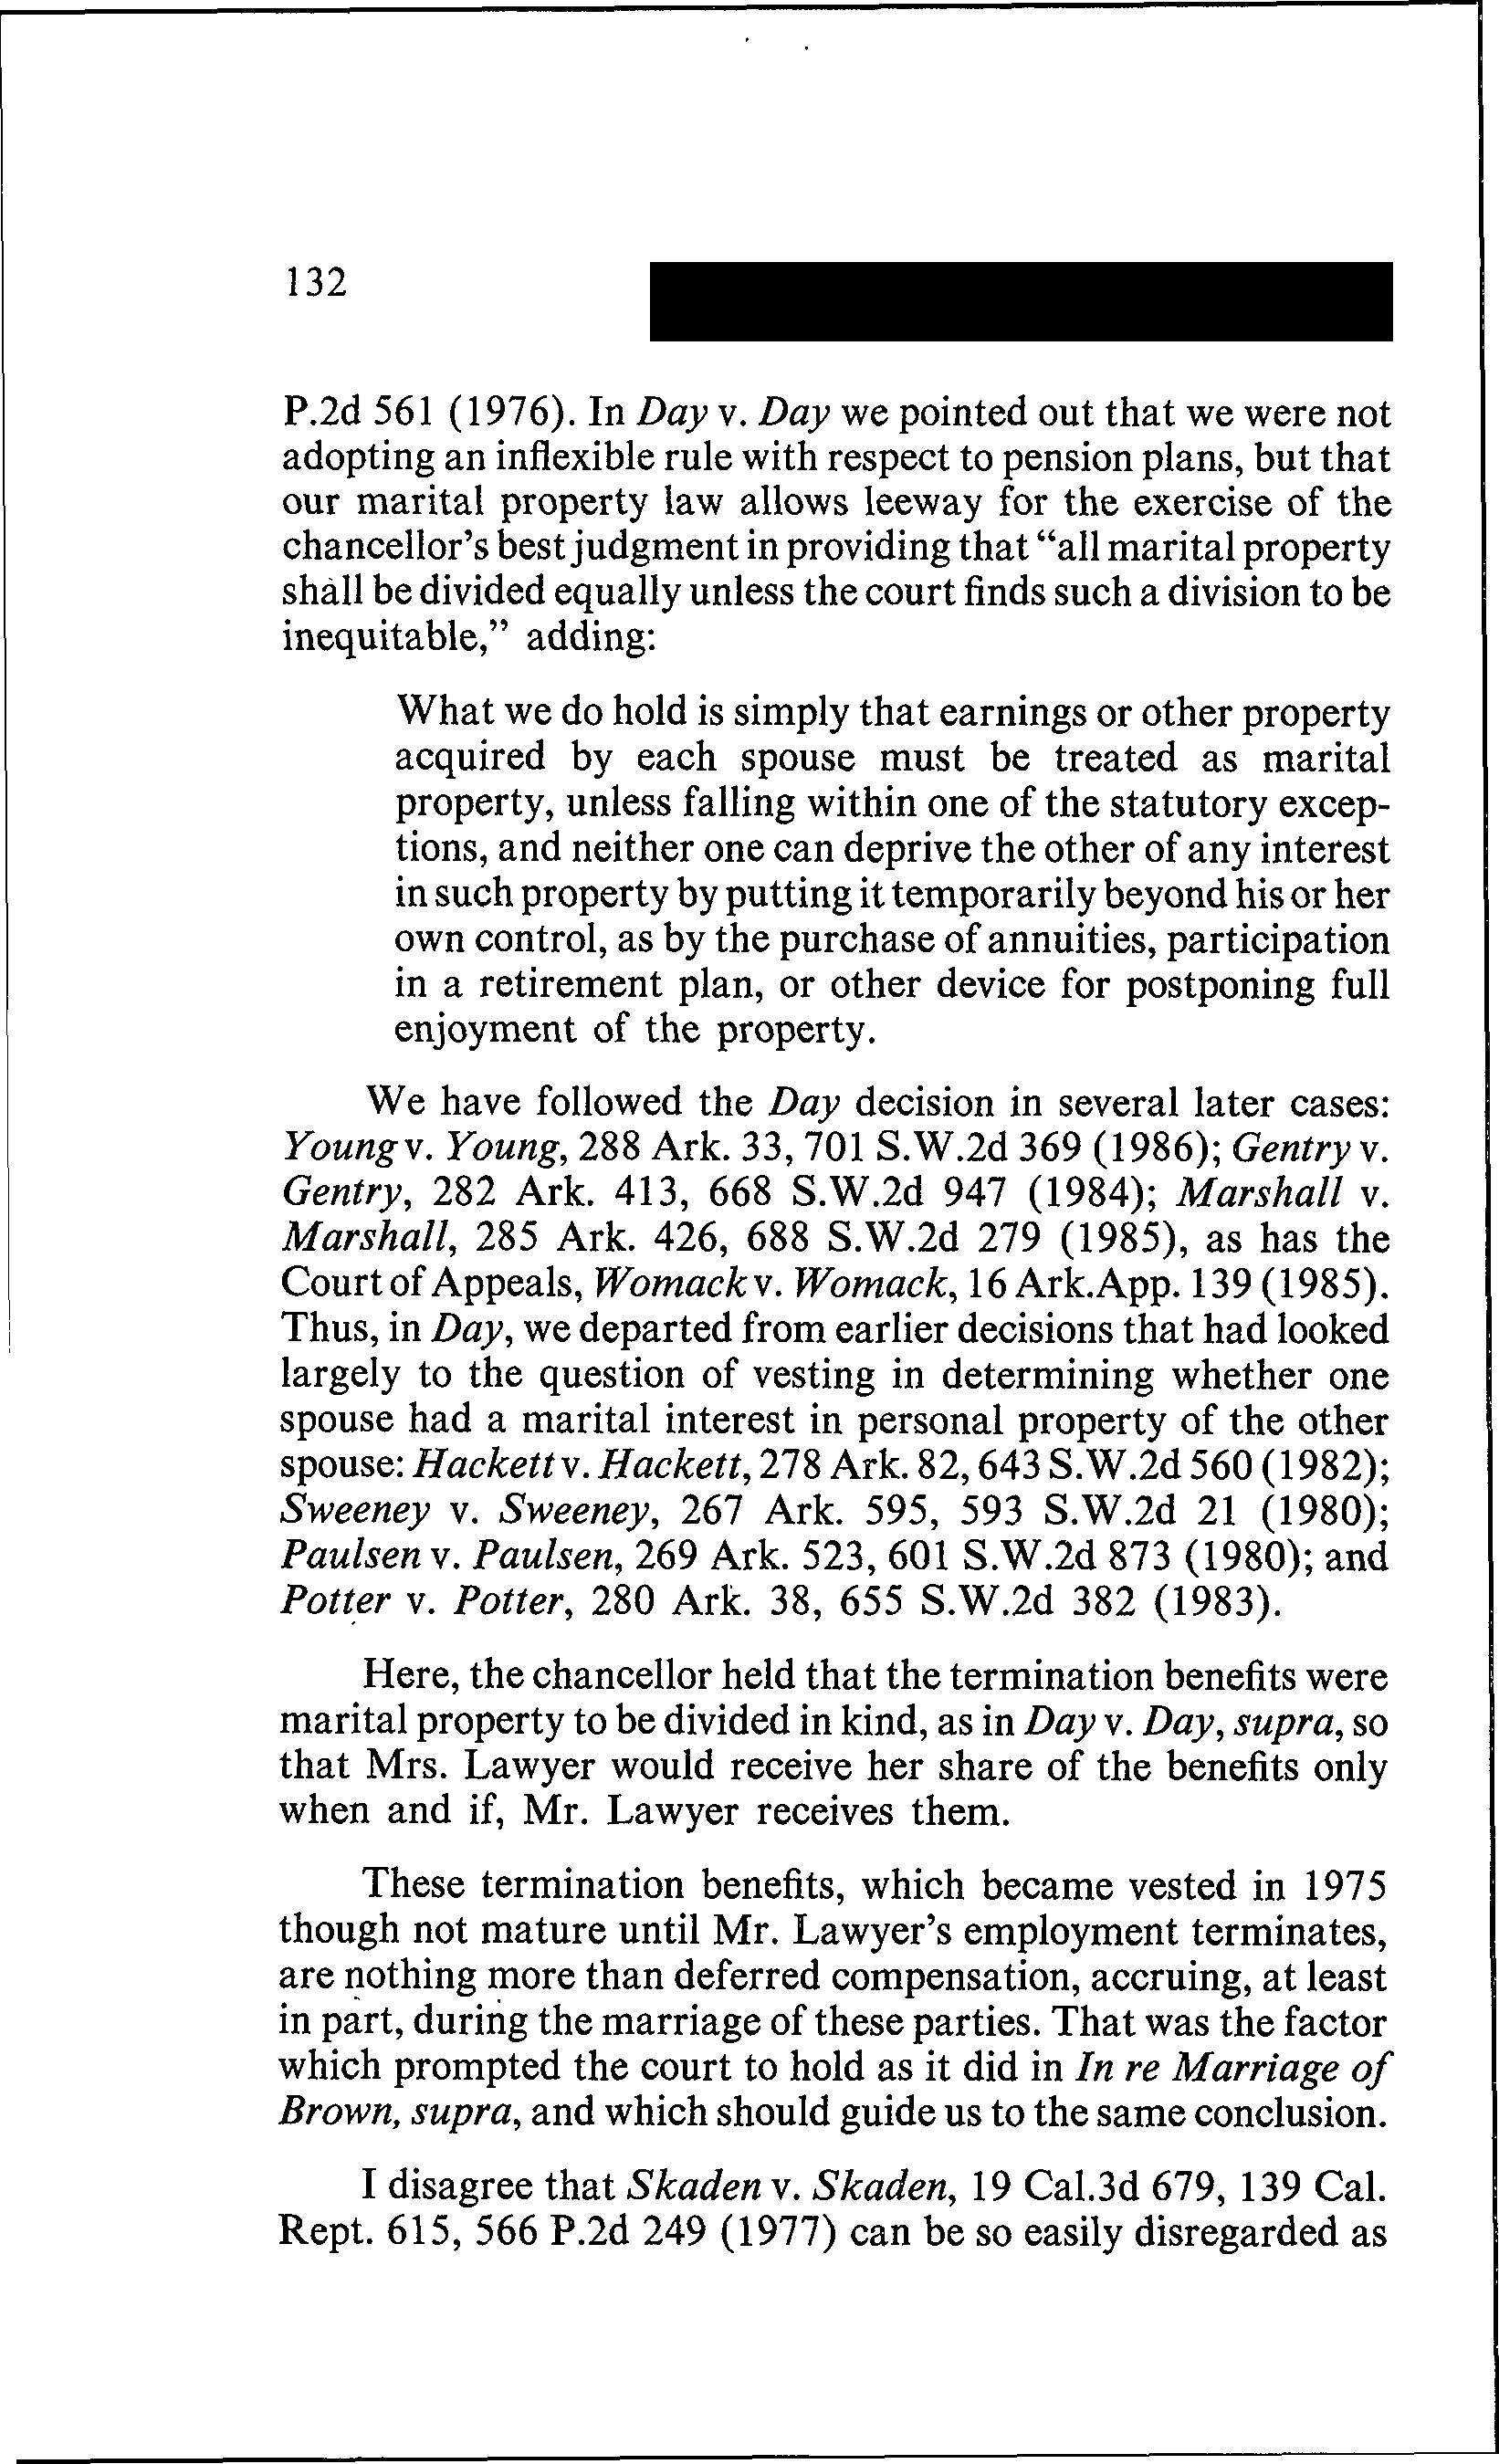 132
P.2d 561 (1976). In Day v. Day we pointed out that we were not
adopting an inflexible rule with respect to pension plans, but that
our marital property law allows leeway for the exercise of the
chancellor's best judgment in providing that “all marital property
shall be divided equally unless the court finds such a division to be
inequitable,” adding:
What we do hold is simply that earnings or other property
acquired by each spouse must be treated as marital
property, unless falling within one of the statutory excep-
tions, and neither one can deprive the other of any interest
in such property by putting it temporarily beyond his or her
own control, as by the purchase of annuities, participation
in a retirement plan, or other device for postponing full
enjoyment of the property.
We have followed the Day decision in several later cases:
Young v. Young, 288 Ark. 33, 701 S.W.2d 369 (1986); Gentry v.
Gentry, 282 Ark. 413, 668 S.W.2d 947 (1984); Marshall v.
Marshall, 285 Ark. 426, 688 S.W.2d 279 (1985), as has the
Court of Appeals, Womack v. Womack, 16 Ark.App. 139 (1985).
Thus, in Day, we departed from earlier decisions that had looked
largely to the question of vesting in determining whether one
spouse had a marital interest in personal property of the other
spouse: Hackett v. Hackett, 278 Ark. 82, 643 S.W.2d 560 (1982);
Sweeney v. Sweeney, 267 Ark. 595, 593 S.W.2d 21 (1980);
Paulsen v. Paulsen, 269 Ark. 523, 601 S.W.2d 873 (1980); and
Potter v. Potter, 280 Ark. 38, 655 S.W.2d 382 (1983).
Here, the chancellor held that the termination benefits were
marital property to be divided in kind, as in Day v. Day, supra, so
that Mrs. Lawyer would receive her share of the benefits only
when and if, Mr. Lawyer receives them.
These termination benefits, which became vested in 1975
though not mature until Mr. Lawyer's employment terminates,
are nothing more than deferred compensation, accruing, at least
in part, during the marriage of these parties. That was the factor
which prompted the court to hold as it did in In re Marriage of
Brown, supra, and which should guide us to the same conclusion.
I disagree that Skaden v. Skaden, 19 Cal.3d 679, 139 Cal.
Rept. 615, 566 P.2d 249 (1977) can be so easily disregarded as